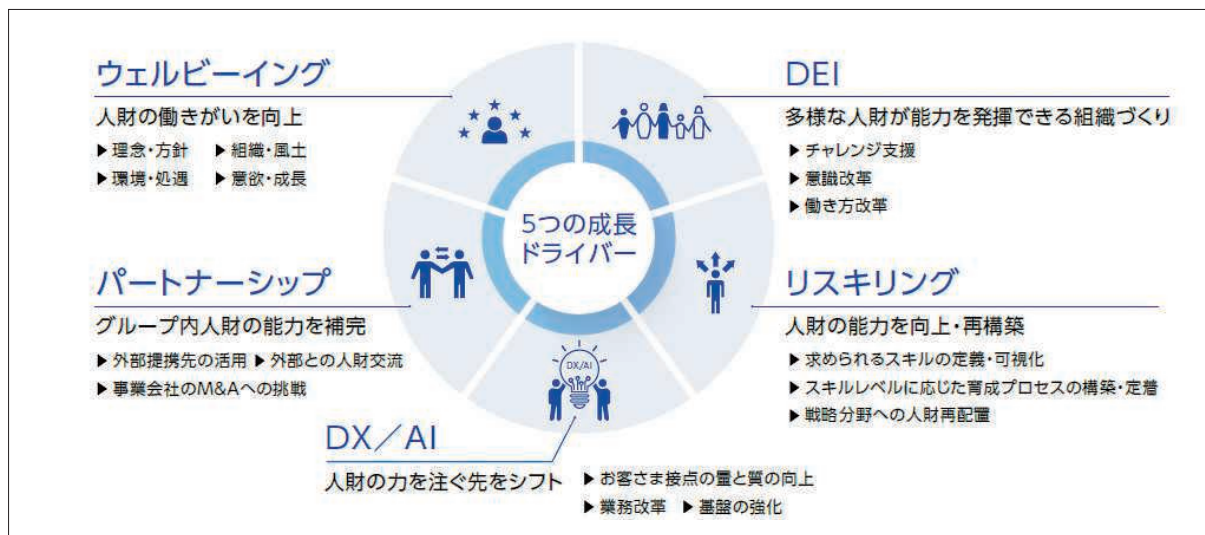 ウェルビーイング
人財の働きがいを向上
▶理念・方針 ▶組織・風土
▶環境・処遇 ▶意欲・成長
DEI
多様な人財が能力を発揮できる組織づくり
▶チャレンジ支援
▶意識改革
▶働き方改革
5つの成長
ドライバー
パートナーシップ
グループ内人財の能力を補完
▶外部提携先の活用 ▶外部との人財交流
▶事業会社のM&Aへの挑戦
リスキリング
人財の能力を向上・再構築
▶求められるスキルの定義・可視化
▶スキルレベルに応じた育成プロセスの構築・定着
▶戦略分野への人財再配置
DX/AI
DX／AI
人財の力を注ぐ先をシフト
▶お客さま接点の量と質の向上
▶業務改革 ▶基盤の強化